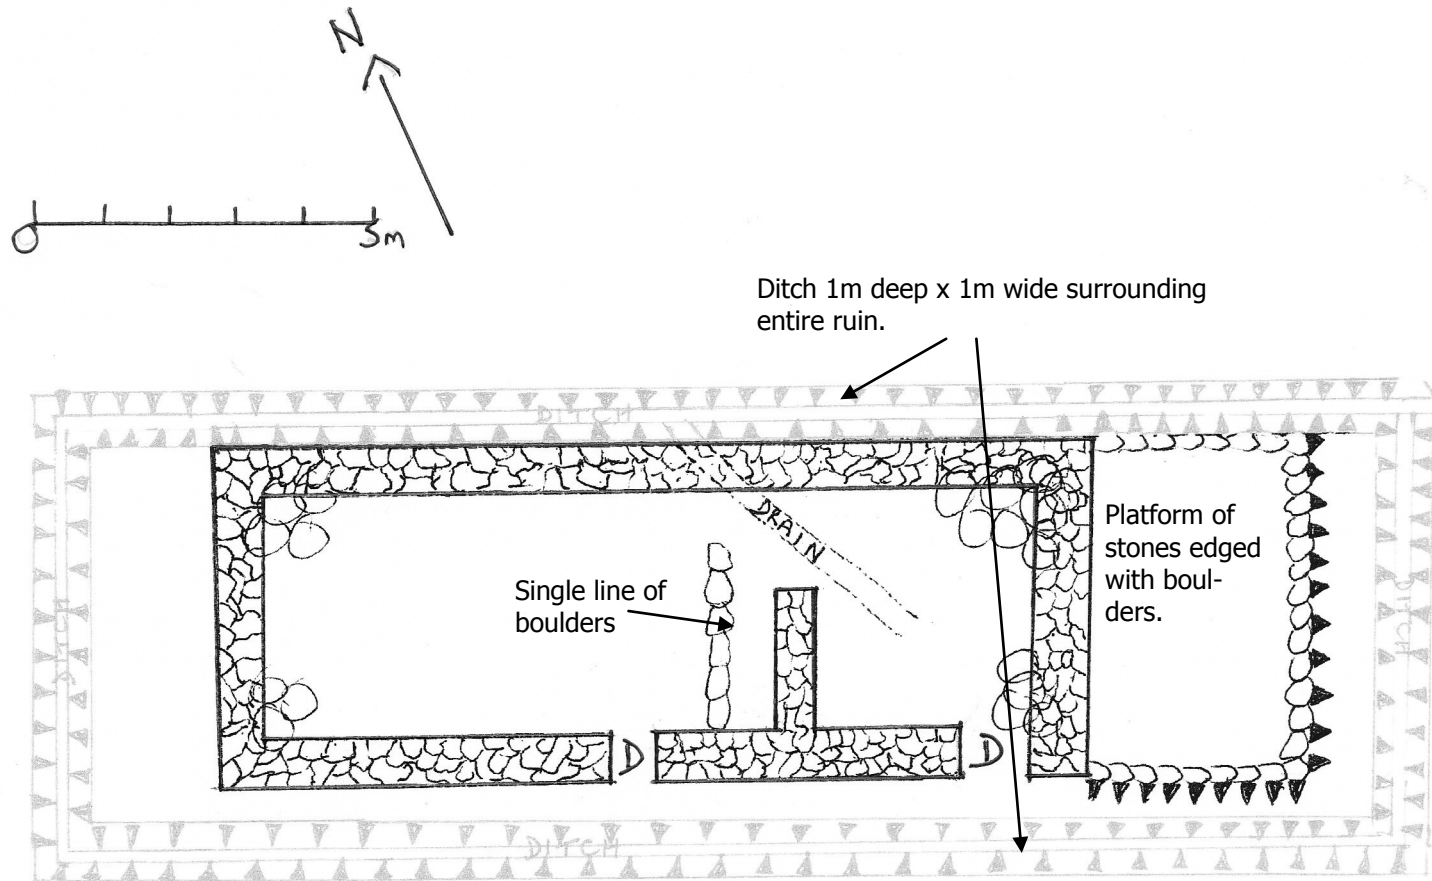 N
0 5m
Ditch 1m deep x 1m wide surrounding
entire ruin.
DITCH
DRAIN
Platform of
stones edged
with boul-
ders.
Single line of
boulders
DITCH
DITCH
D
D
DITCH